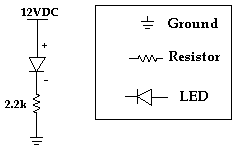 12VDC
+
-
2.2k
Ground
Resistor
LED